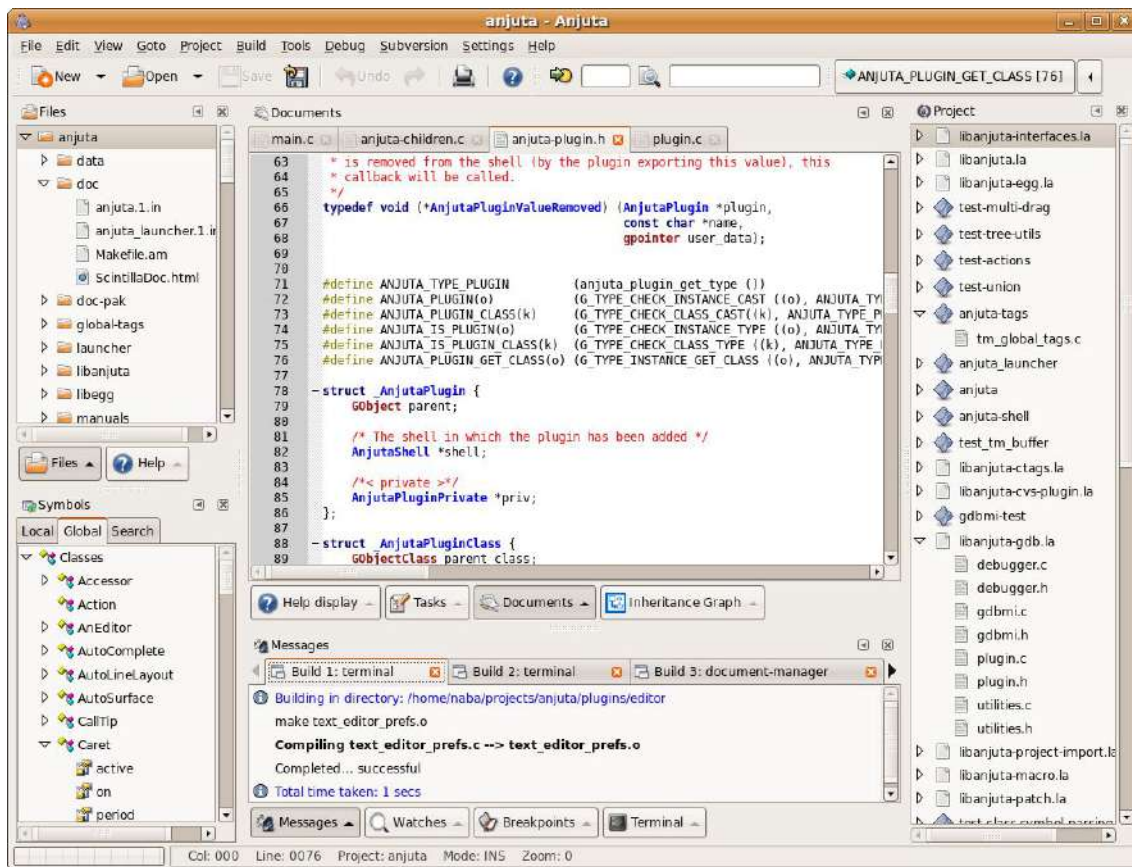 anjuta - Anjuta
File Edit View Goto Project Build Tools Debug Subversion Settings Help
New Open Save Undo ANJUTA_PLUGIN_GET_CLASS [76]
Files
anjuta
data
doc
anjuta.1.in
anjuta_launcher.1.in
Makefile.am
ScintillaDoc.html
doc-pak
global-tags
launcher
libanjuta
libegg
manuals
Files Help
Symbols
Local Global Search
Classes
Accessor
Action
AnEditor
AutoComplete
AutoLineLayout
AutoSurface
CallTip
Caret
active
on
period
Documents
main.c anjuta-children.c anjuta-plugin.h plugin.c
63 * is removed from the shell (by the plugin exporting this value), this
64 * callback will be called.
65 */
66 typedef void (*AnjutaPluginValueRemoved) (AnjutaPlugin *plugin,
67 const char *name,
68 gpointer user_data);
69
70
71 #define ANJUTA_TYPE_PLUGIN (anjuta_plugin_get_type ())
72 #define ANJUTA_PLUGIN(o) (G_TYPE_CHECK_INSTANCE_CAST ((o), ANJUTA_TY
73 #define ANJUTA_PLUGIN_CLASS(k) (G_TYPE_CHECK_CLASS_CAST((k), ANJUTA_TYPE_P
74 #define ANJUTA_IS_PLUGIN(o) (G_TYPE_CHECK_INSTANCE_TYPE ((o), ANJUTA_TY
75 #define ANJUTA_IS_PLUGIN_CLASS(k) (G_TYPE_CHECK_CLASS_TYPE ((k), ANJUTA_TYPE_
76 #define ANJUTA_PLUGIN_GET_CLASS(o) (G_TYPE_INSTANCE_GET_CLASS ((o), ANJUTA_TY
77
78 struct _AnjutaPlugin {
79 GObject parent;
80
81 /* The shell in which the plugin has been added */
82 AnjutaShell *shell;
83
84 /*< private >*/
85 AnjutaPluginPrivate *priv;
86 };
87
88 struct _AnjutaPluginClass {
89 GObjectClass parent_class;
Help display Tasks Documents Inheritance Graph
Messages
Build 1: terminal Build 2: terminal Build 3: document-manager
Building in directory: /home/naba/projects/anjuta/plugins/editor
make text_editor_prefs.o
Compiling text_editor_prefs.c --> text_editor_prefs.o
Completed... successful
Total time taken: 1 secs
Messages Watches Breakpoints Terminal
Project
libanjuta-interfaces.la
libanjuta.la
libanjuta-egg.la
test-multi-drag
test-tree-utils
test-actions
test-union
anjuta-tags
tm_global_tags.c
anjuta_launcher
anjuta
anjuta-shell
test_tm_buffer
libanjuta-ctags.la
libanjuta-cvs-plugin.la
gdbmi-test
libanjuta-gdb.la
debugger.c
debugger.h
gdbmi.c
gdbmi.h
plugin.c
plugin.h
utilities.c
utilities.h
libanjuta-project-import.la
libanjuta-macro.la
libanjuta-patch.la
Col: 000 Line: 0076 Project: anjuta Mode: INS Zoom: 0